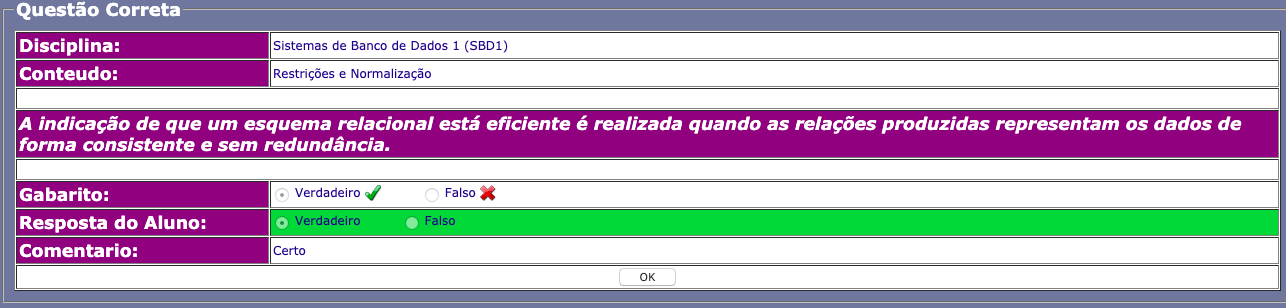 Questão Correta
Disciplina: Sistemas de Banco de Dados 1 (SBD1)
Conteudo: Restrições e Normalização
A indicação de que um esquema relacional está eficiente é realizada quando as relações produzidas representam os dados de
forma consistente e sem redundância.
Gabarito: Verdadeiro Falso
Resposta do Aluno: Verdadeiro Falso
Comentario: Certo
OK